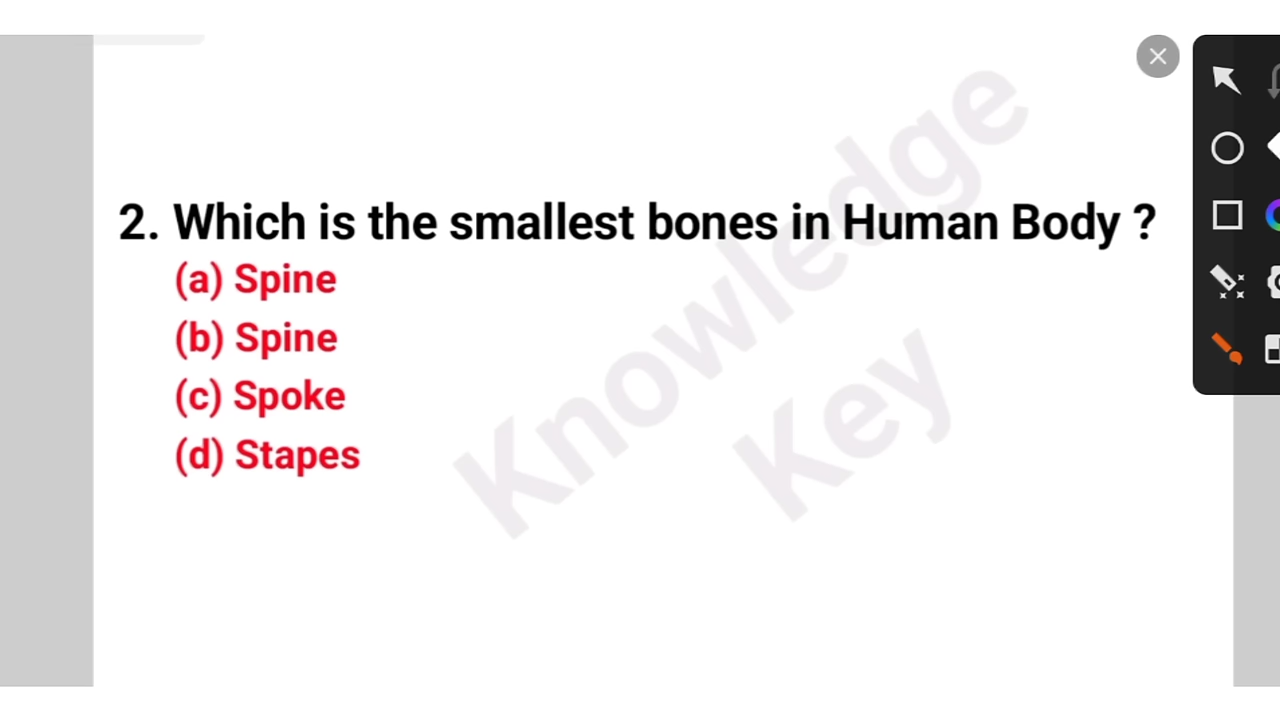 2. Which is the smallest bones in Human Body ?
(a) Spine
(b) Spine
(c) Spoke
(d) Stapes
Knowledge
Key